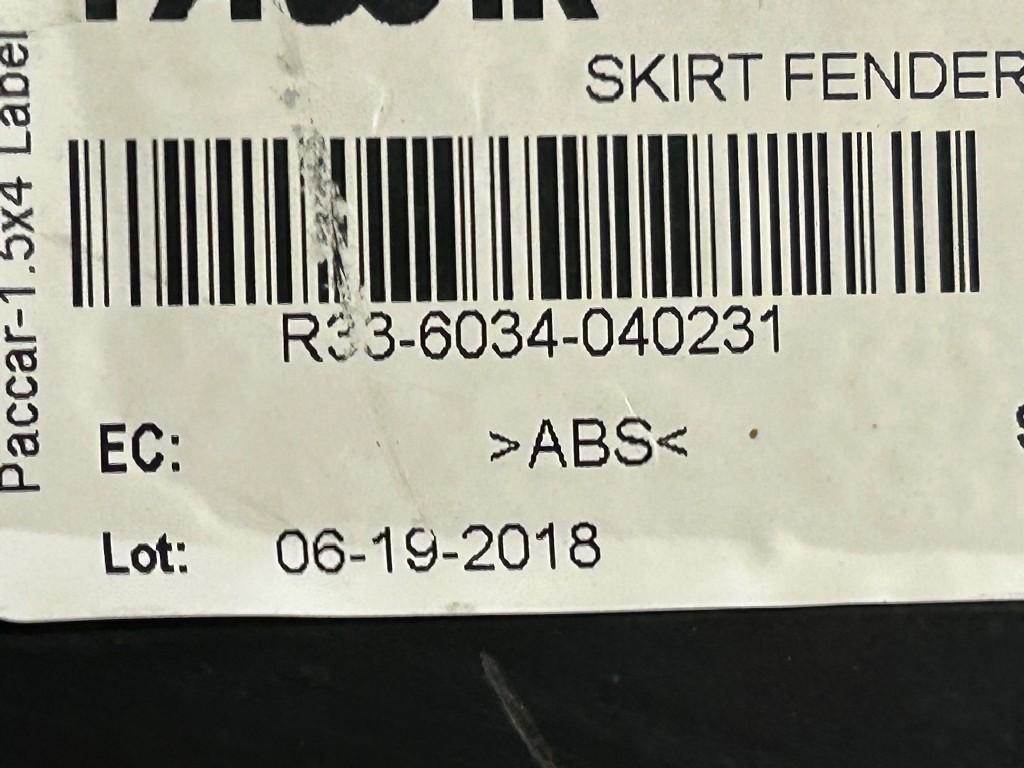 SKIRT FENDER
Paccar-1.5x4 Label
R33-6034-040231
EC: >ABS<
Lot: 06-19-2018